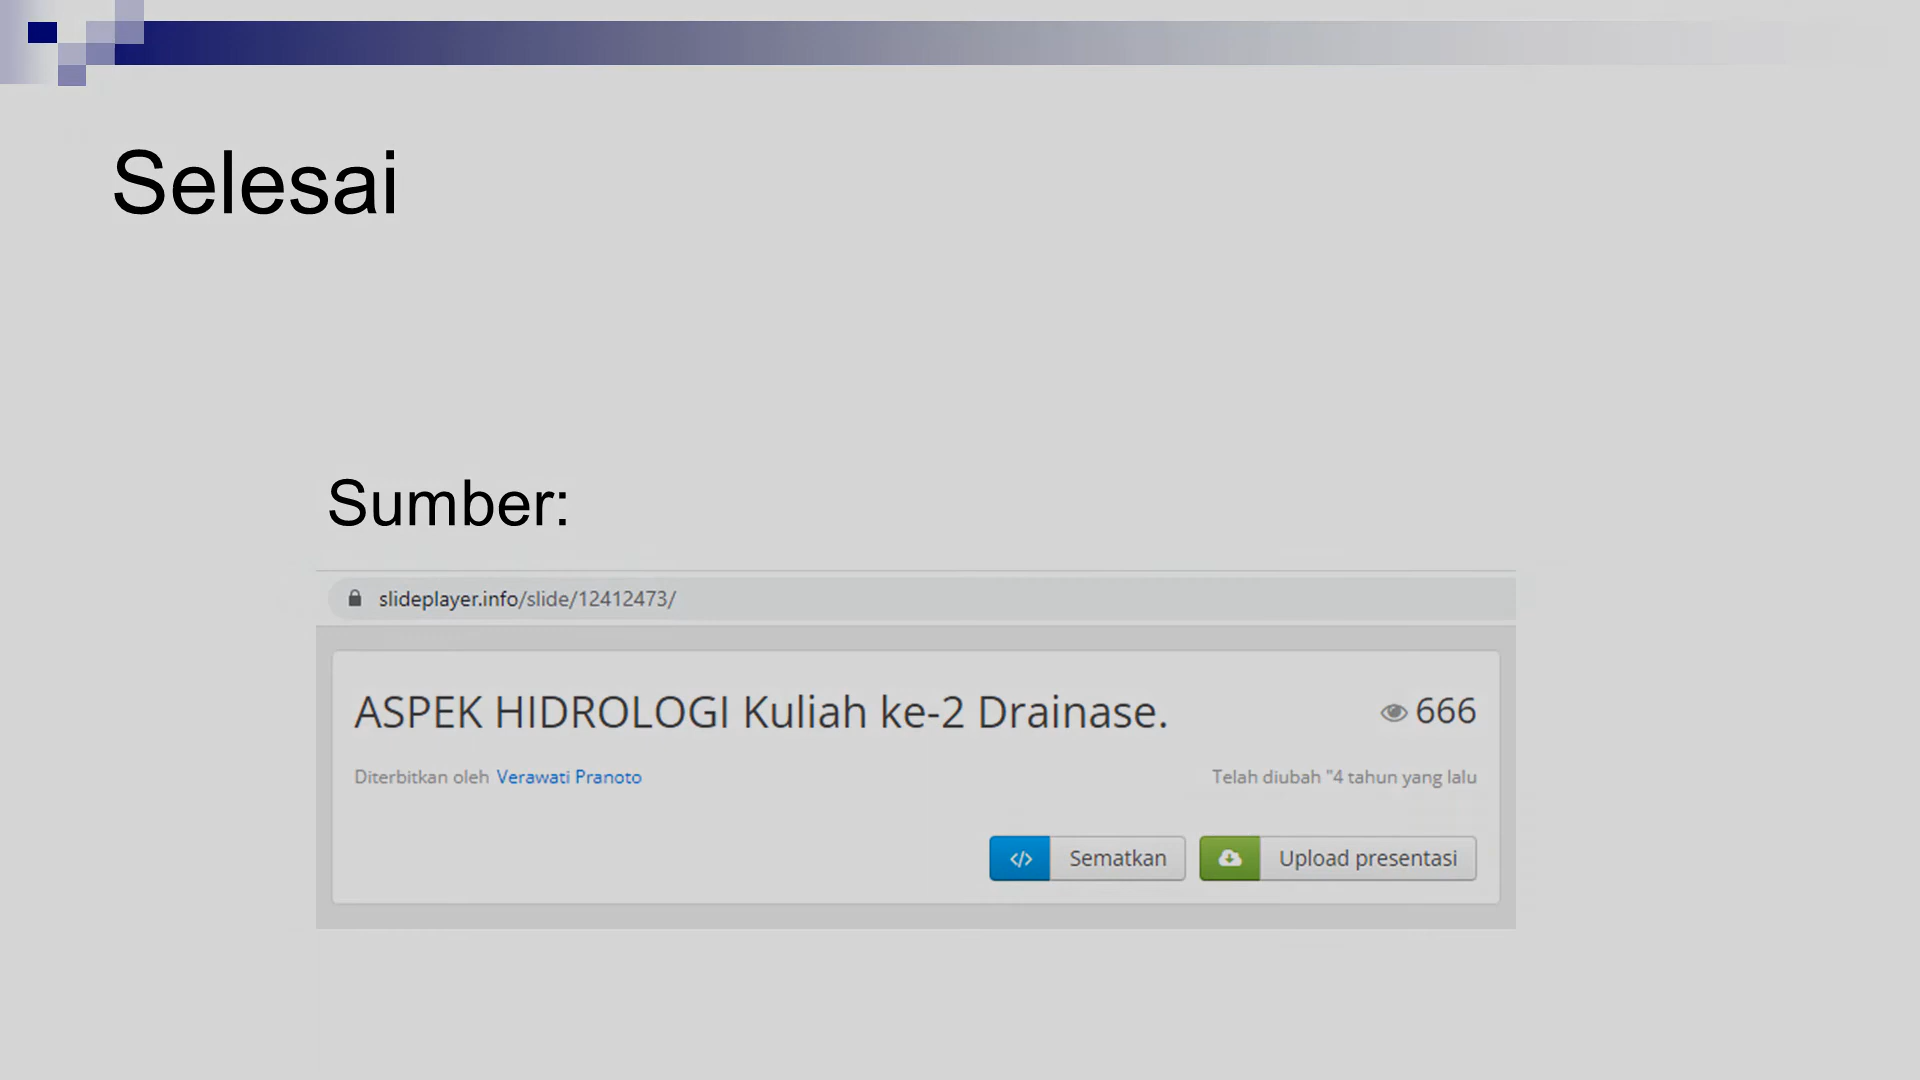 Selesai
Sumber:
slideplayer.info/slide/12412473/
ASPEK HIDROLOGI Kuliah ke-2 Drainase.
666
Diterbitkan oleh Verawati Pranoto
Telah diubah "4 tahun yang lalu
</> Sematkan
Upload presentasi